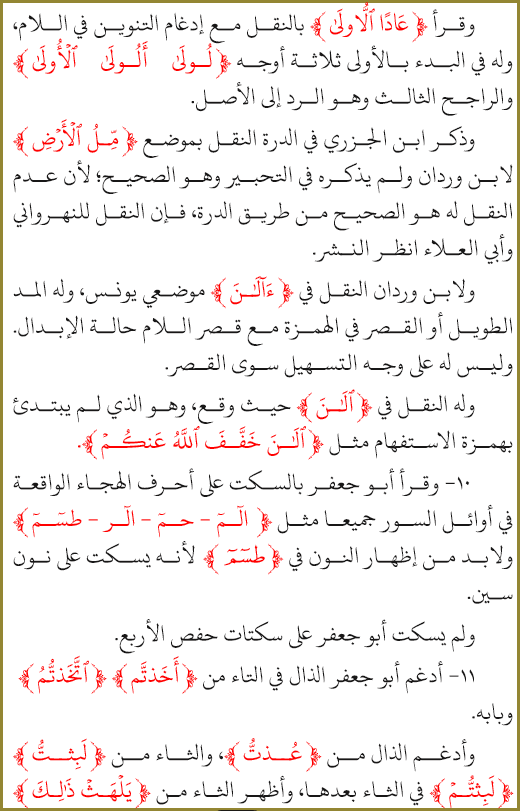 وقرأ ﴿عَادًا ٱلُّاولَىٰ﴾ بالنقل مع إدغام التنوين في اللام،
وله في البدء بالأولى ثلاثة أوجه ﴿لُولَىٰ أَلُولَىٰ ٱلْأُولَىٰ﴾
والراجح الثالث وهو الرد إلى الأصل.
وذكر ابن الجزري في الدرة النقل بموضع ﴿مِّلُ ٱلْأَرْضِ﴾
لابن وردان ولم يذكره في التحبير وهو الصحيح؛ لأن عدم
النقل له هو الصحيح من طريق الدرة، فإن النقل للنهرواني
وأبي العلاء انظر النشر.
ولابن وردان النقل في ﴿ءَآلَـٰنَ﴾ موضعي يونس، وله المد
الطويل أو القصر في الهمزة مع قصر اللام حالة الإبدال.
وليس له على وجه التسهيل سوى القصر.
وله النقل في ﴿ٱلَـٰنَ﴾ حيث وقع، وهو الذي لم يبتدئ
بهمزة الاستفهام مثل ﴿ٱلَـٰنَ خَفَّفَ ٱللَّهُ عَنكُمْ﴾.
١٠- وقرأ أبو جعفر بالسكت على أحرف الهجاء الواقعة
في أوائل السور جميعا مثل ﴿الٓمٓ - حمٓ - الٓر - طسٓمٓ﴾
ولابد من إظهار النون في ﴿طسٓمٓ﴾ لأنه يسكت على نون
سين.
ولم يسكت أبو جعفر على سكتات حفص الأربع.
١١- أدغم أبو جعفر الذال في التاء من ﴿أَخَذتَّم﴾ ﴿ٱتَّخَذتُّمُ﴾
وبابه.
وأدغم الذال من ﴿عُذتُّ﴾، والثاء من ﴿لَبِثتُّ﴾
﴿لَبِثتُّمْ﴾ في الثاء بعدها، وأظهر الثاء من ﴿يَلْهَثْ ذَٰلِكَ﴾